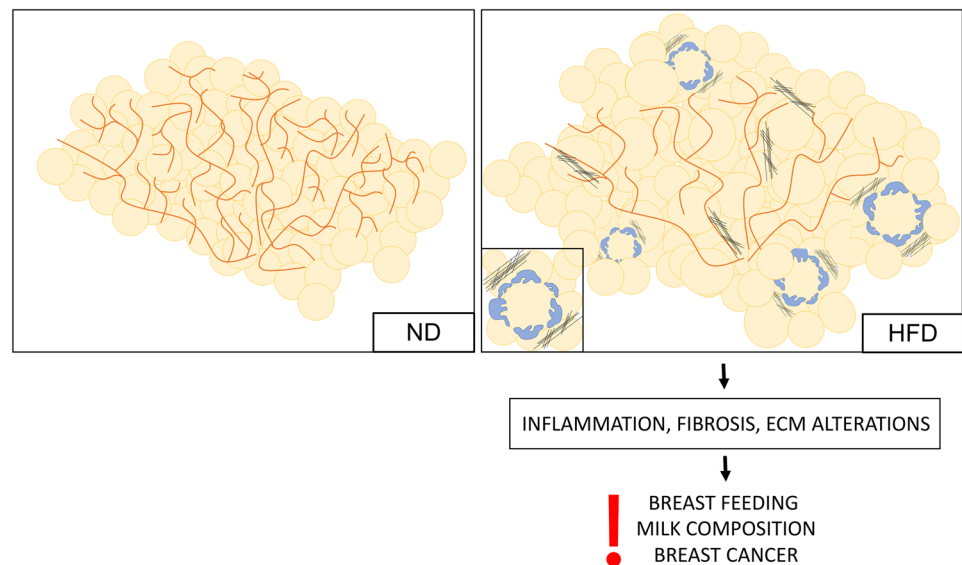 ND
HFD
INFLAMMATION, FIBROSIS, ECM ALTERATIONS
BREAST FEEDING
MILK COMPOSITION
BREAST CANCER